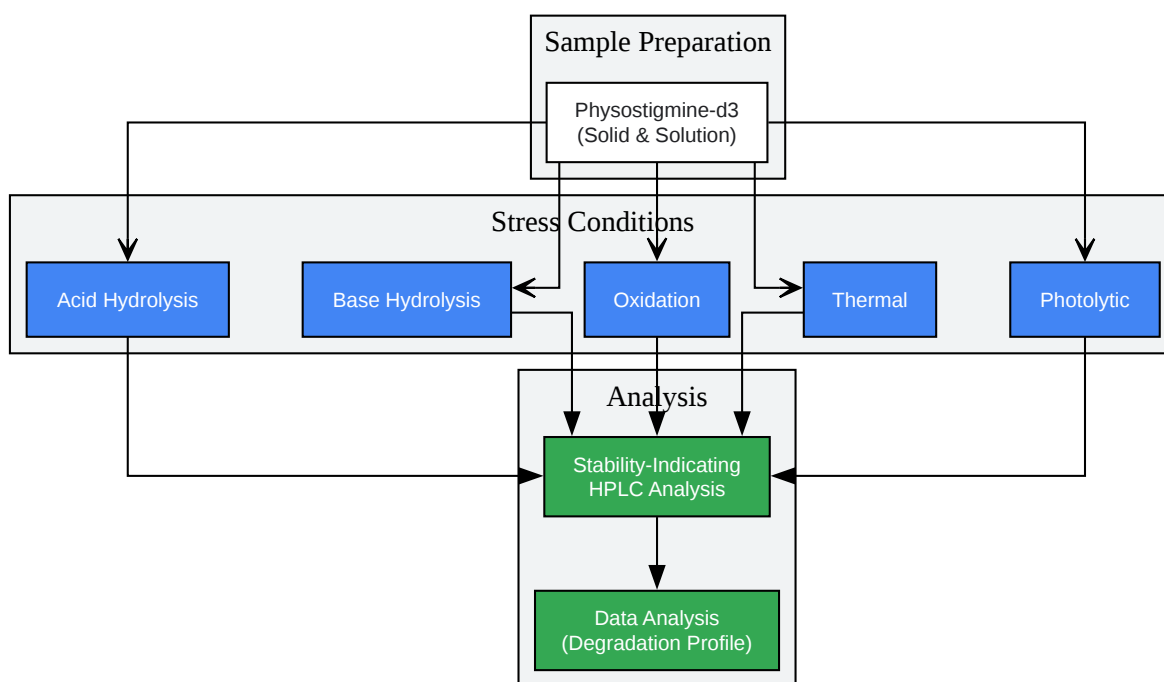 Sample Preparation
Physostigmine-d3
(Solid & Solution)
Stress Conditions
Acid Hydrolysis
Base Hydrolysis
Oxidation
Thermal
Photolytic
Analysis
Stability-Indicating
HPLC Analysis
Data Analysis
(Degradation Profile)